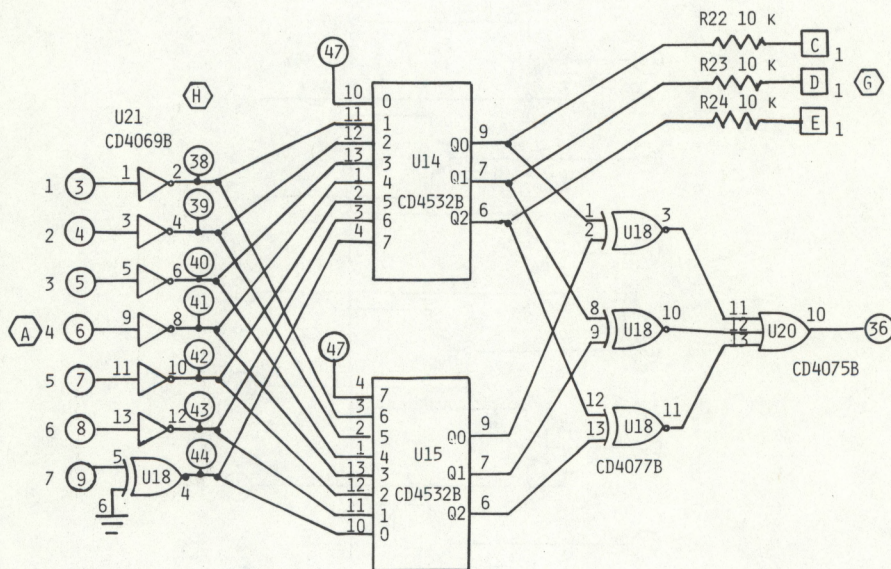 R22 10 K
C 1
R23 10 K
D 1
G
R24 10 K
E 1
47
H
U21
CD4069B
10 0
11 1
12 2
13 3
1 4
2 5
3 6
4 7
U14
CD4532B
Q0 9
Q1 7
Q2 6
1 3 1 2 38
2 4 3 4 39
3 5 5 6 40
A 4 6 9 8 41
5 7 11 10 42
6 8 13 12 43
7 9 5 U18 4 44
6
1
2 U18 3
8
9 U18 10
12
13 U18 11
CD4077B
11
12 U20 10 36
13
CD4075B
47
4 7
3 6
2 5
1 4
13 3
12 2
11 1
10 0
U15
CD4532B
Q0 9
Q1 7
Q2 6